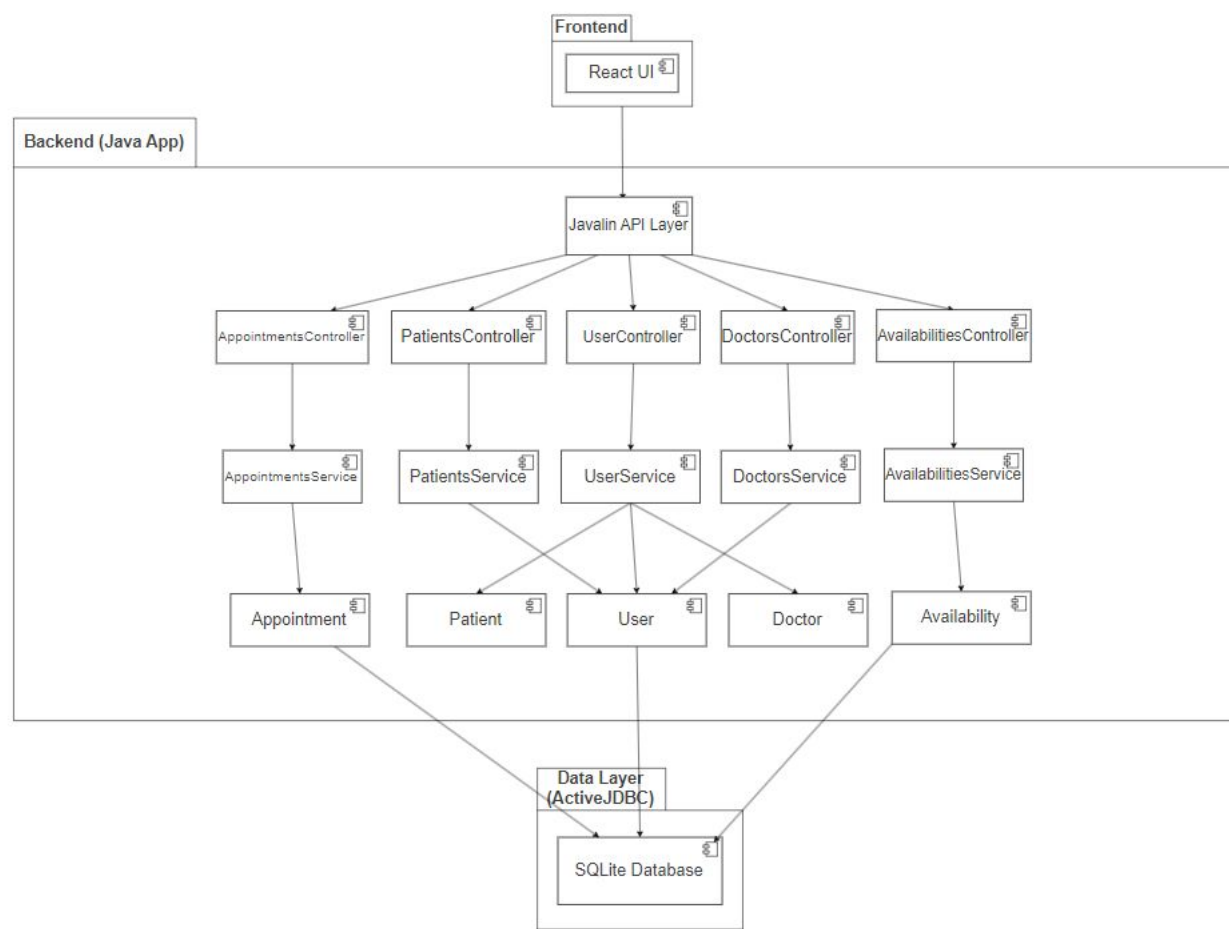 Frontend
React UI
Backend (Java App)
Javalin API Layer
AppointmentsController
PatientsController
UserController
DoctorsController
AvailabilitiesController
AppointmentsService
PatientsService
UserService
DoctorsService
AvailabilitiesService
Appointment
Patient
User
Doctor
Availability
Data Layer
(ActiveJDBC)
SQLite Database